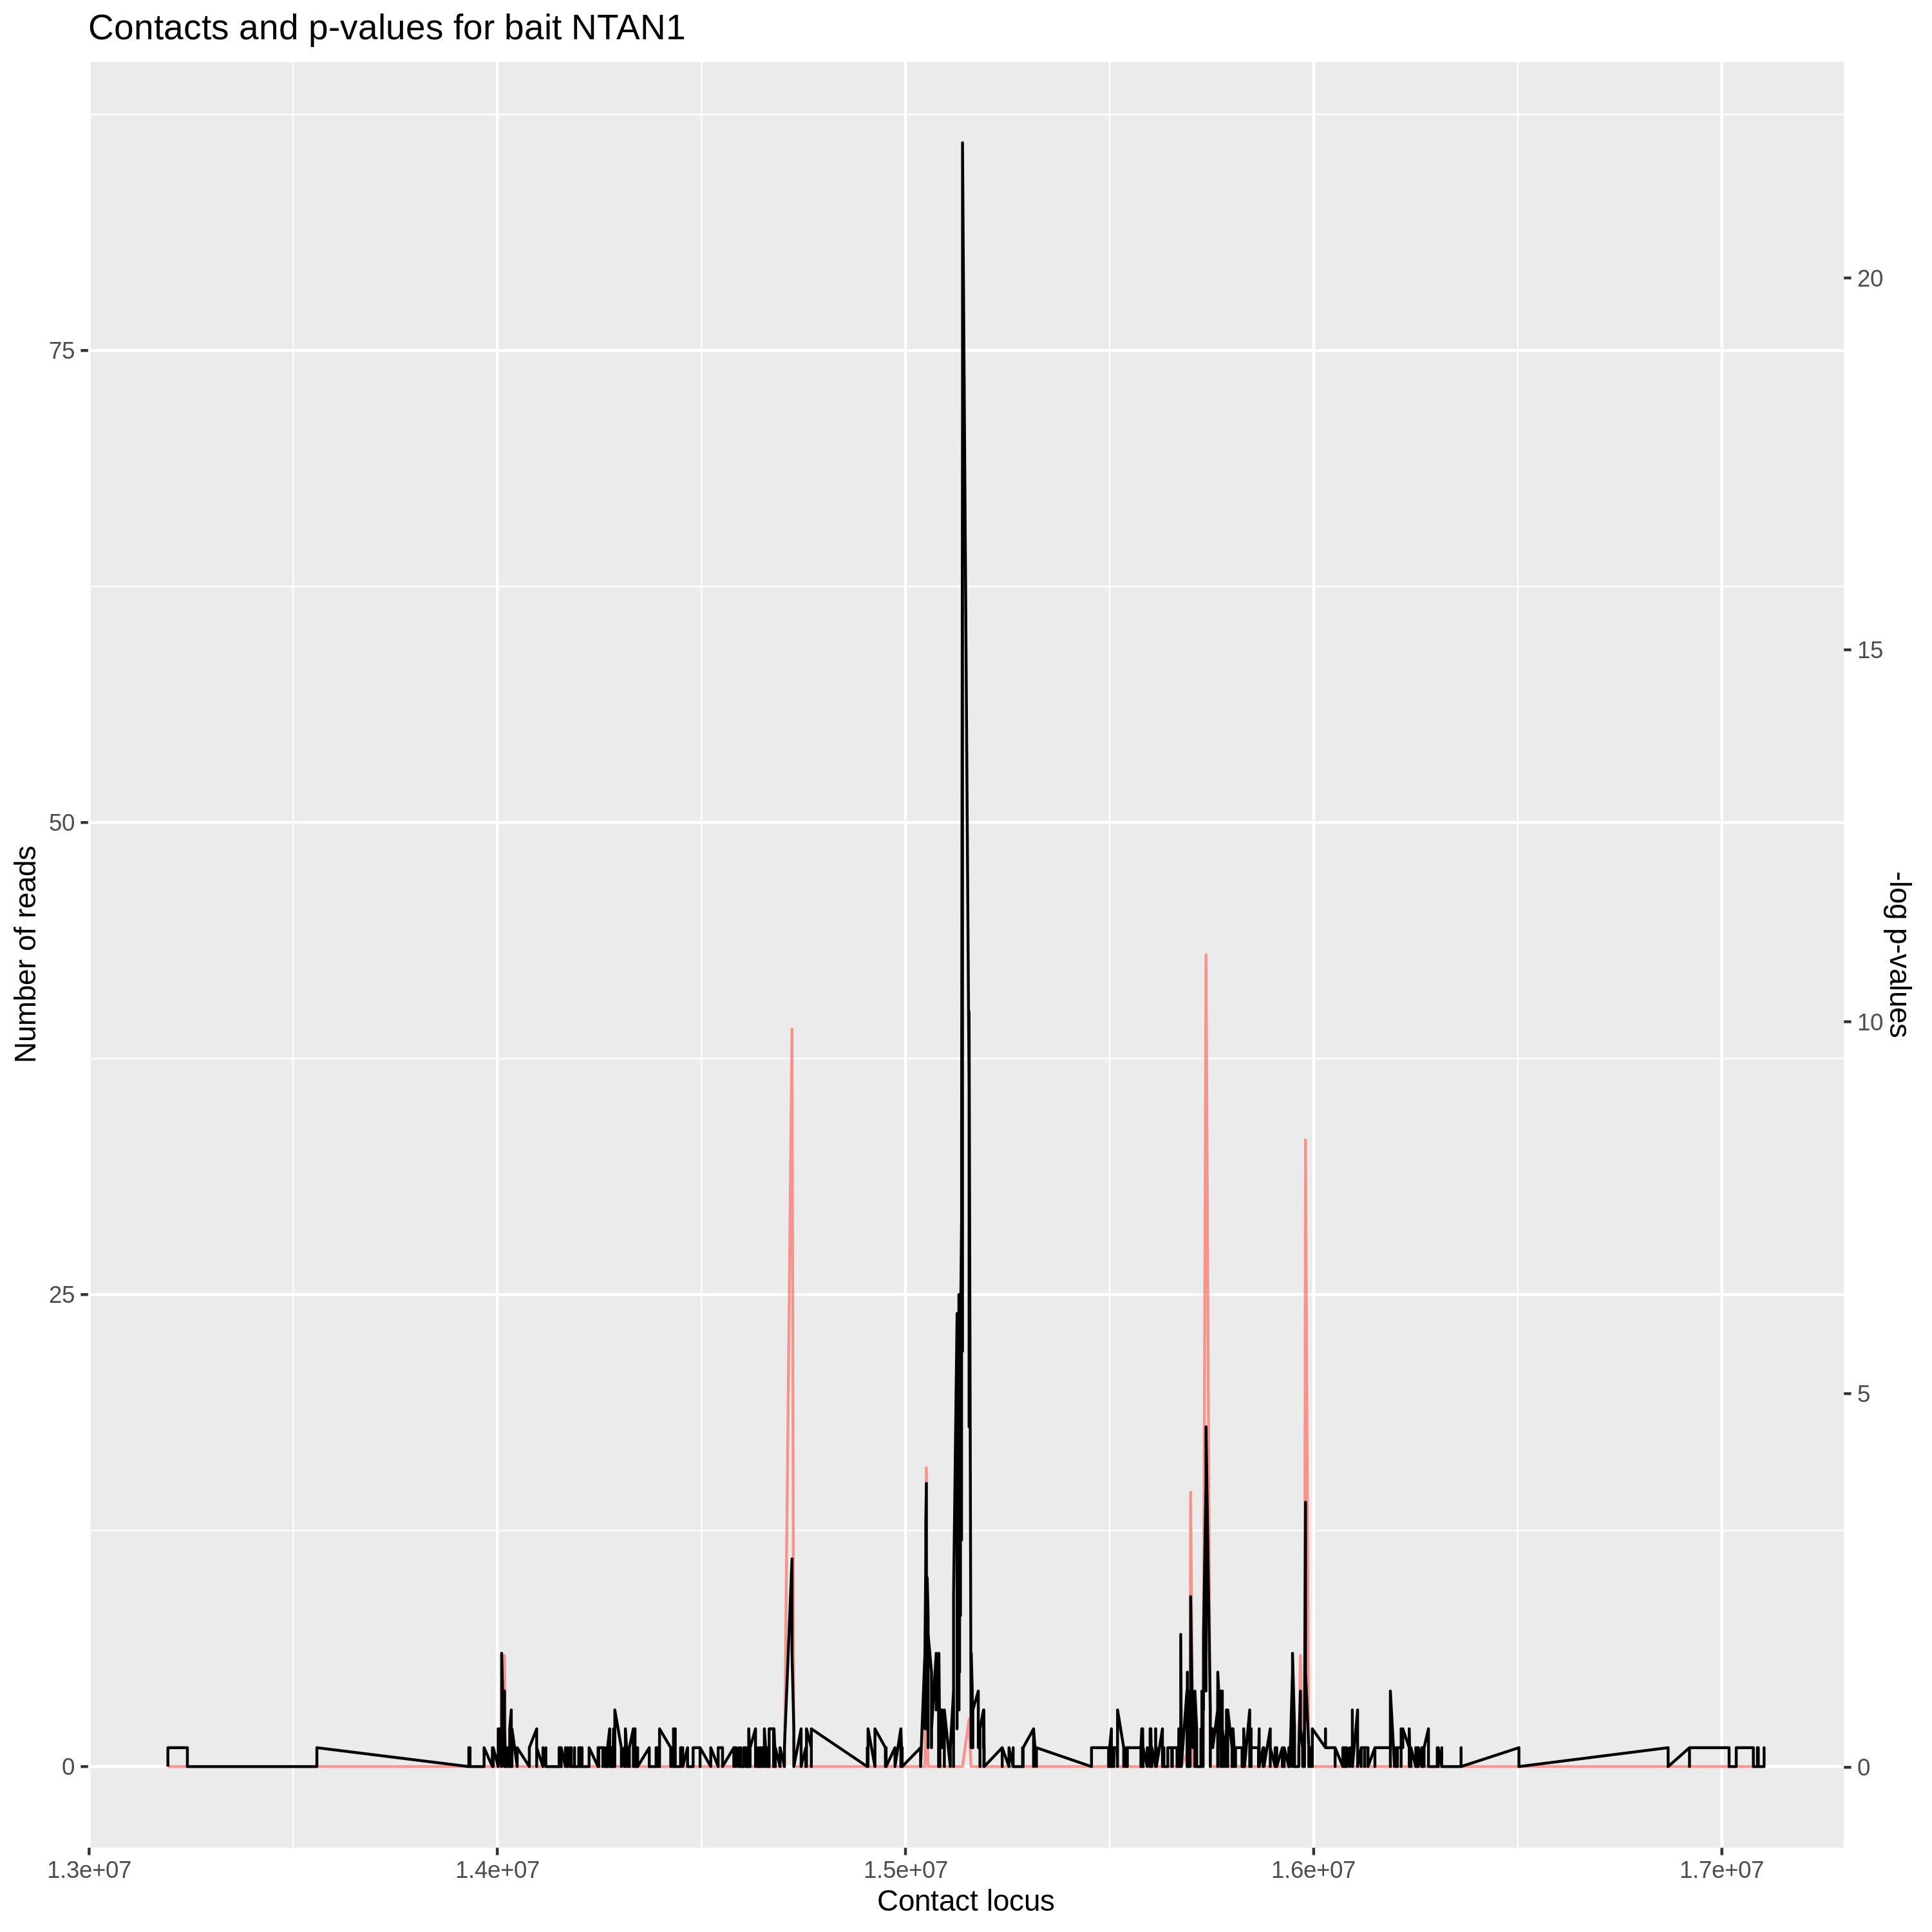 Contacts and p-values for bait NTAN1
75
50
25
0
Number of reads
20
15
10
5
0
-log p-values
1.3e+07
1.4e+07
1.5e+07
1.6e+07
1.7e+07
Contact locus